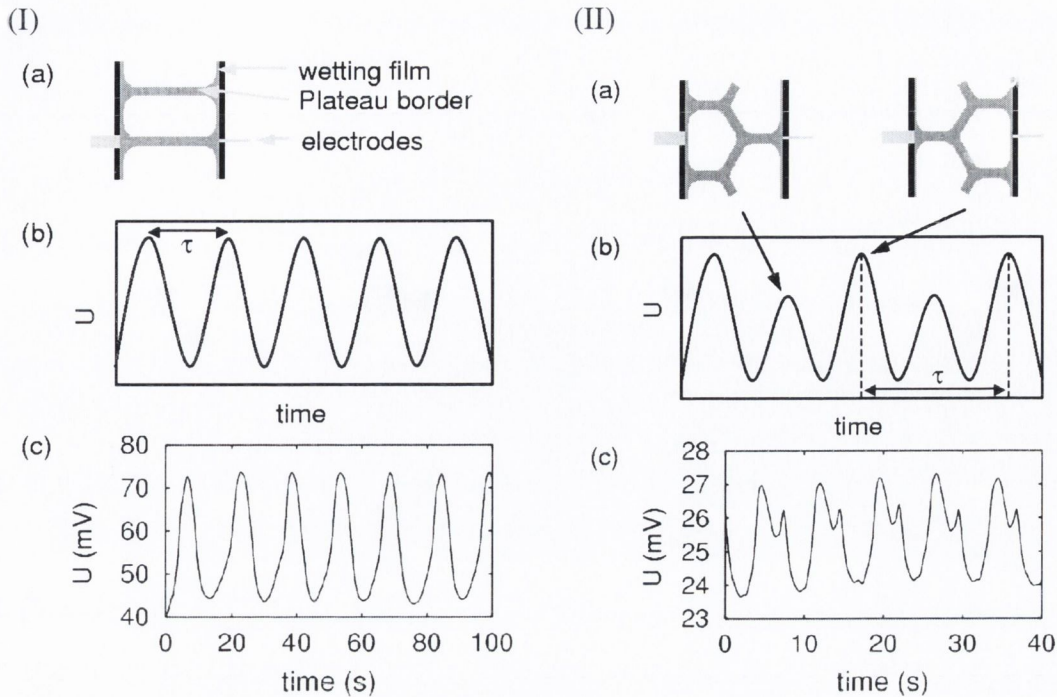 (I)
(a)
wetting film
Plateau border
electrodes
(b)
τ
U
time
(c)
80
70
60
50
40
U (mV)
0 20 40 60 80 100
time (s)
(II)
(a)
(b)
τ
U
time
(c)
28
27
26
25
24
23
U (mV)
0 10 20 30 40
time (s)